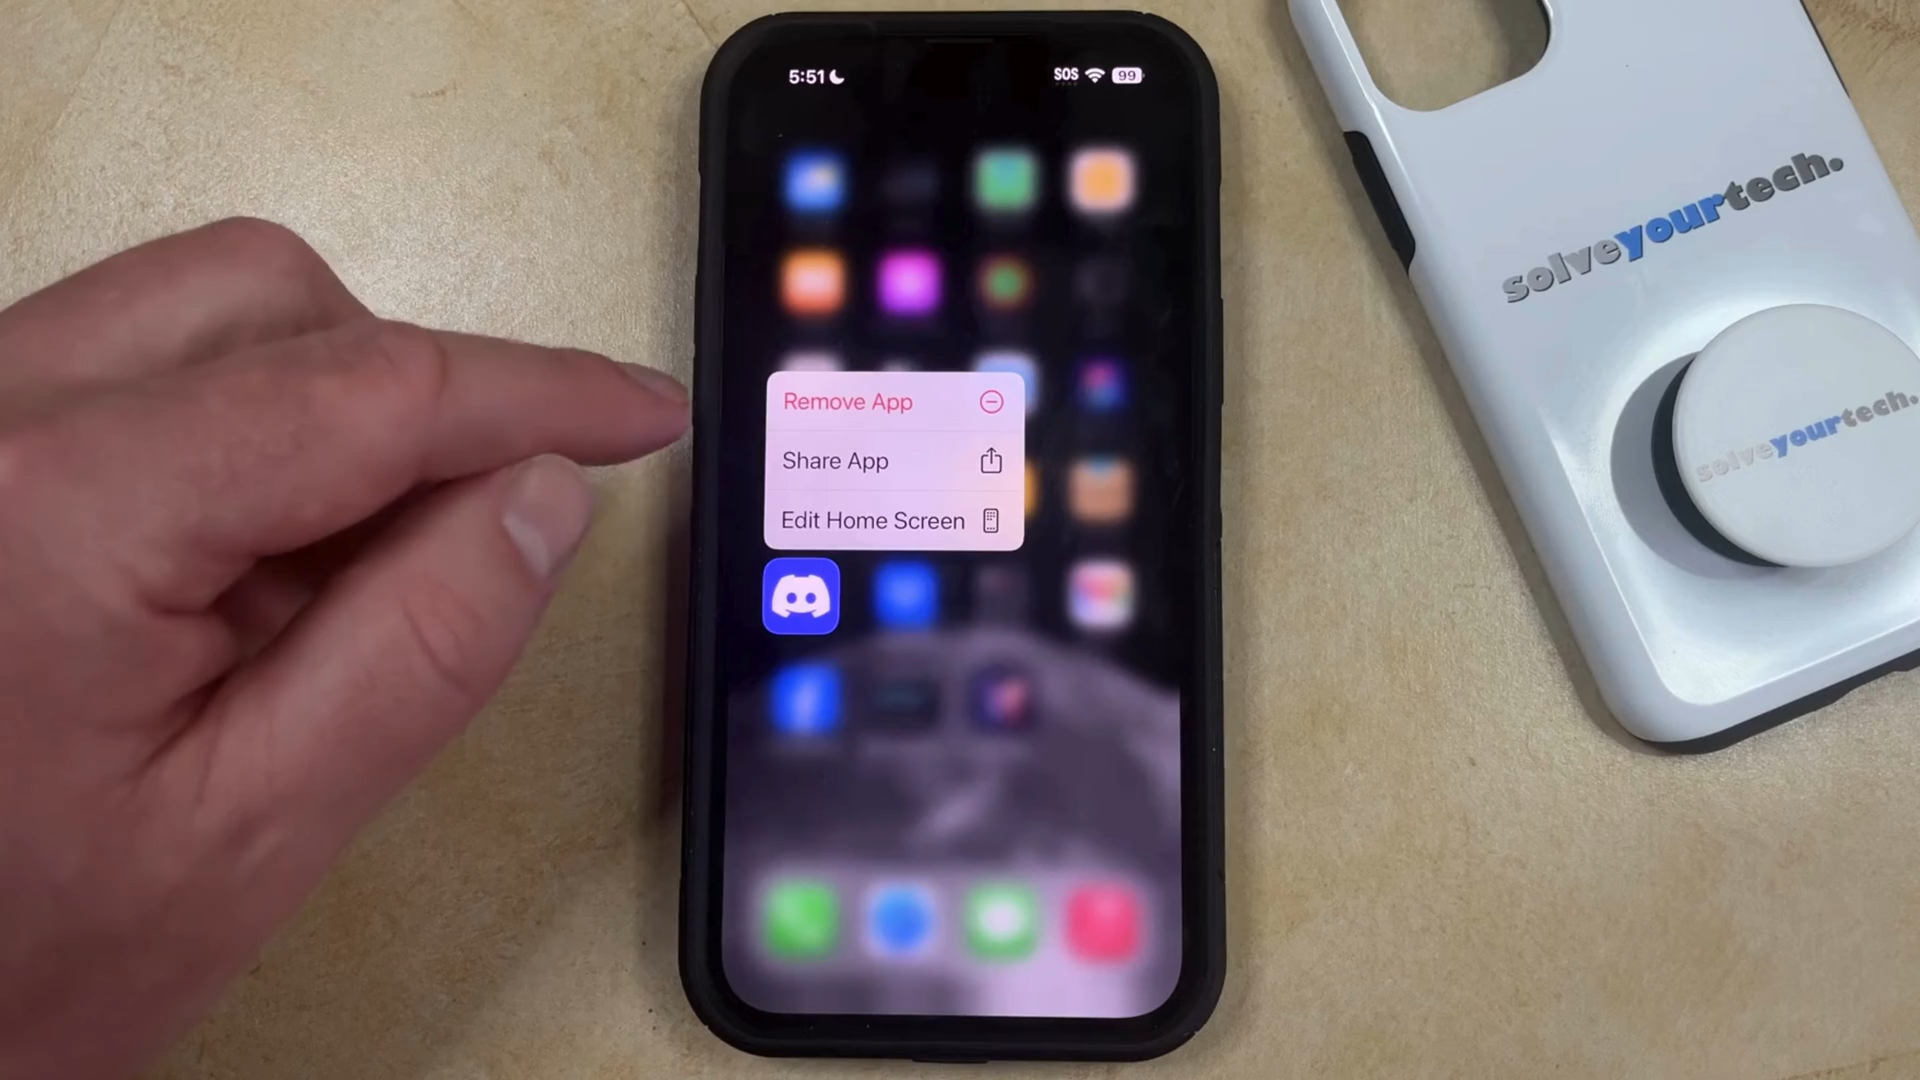 5:51
SOS 99
Remove App
Share App
Edit Home Screen
solveyourtech.
solveyourtech.